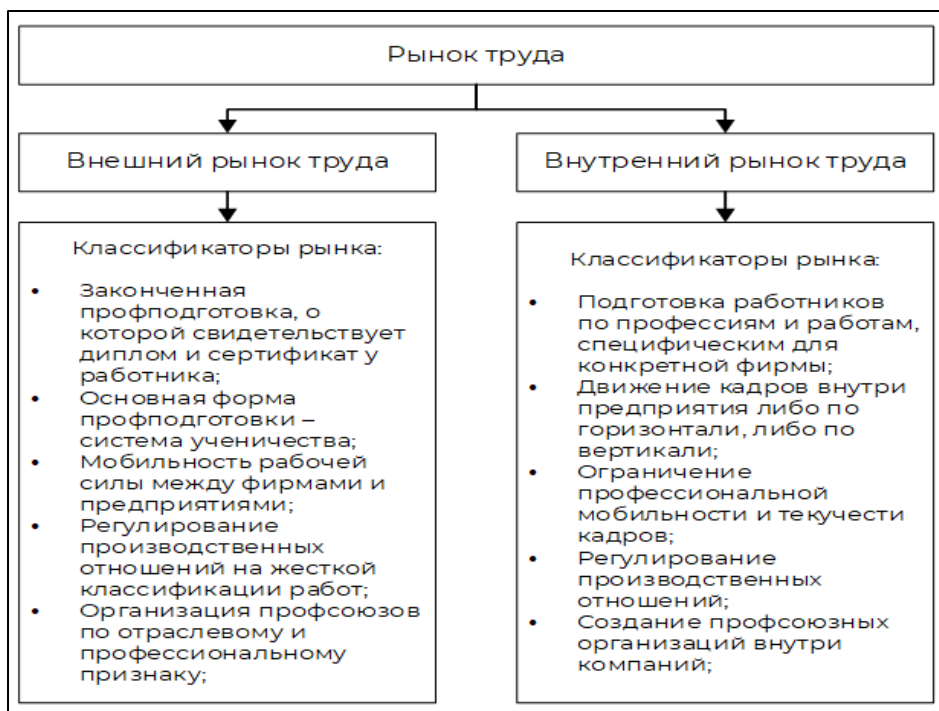 Рынок труда
Внешний рынок труда
Внутренний рынок труда
Классификаторы рынка:
• Законченная
профподготовка, о
которой свидетельствует
диплом и сертификат у
работника;
• Основная форма
профподготовки –
система ученичества;
• Мобильность рабочей
силы между фирмами и
предприятиями;
• Регулирование
производственных
отношений на жесткой
классификации работ;
• Организация профсоюзов
по отраслевому и
профессиональному
признаку;
Классификаторы рынка:
• Подготовка работников
по профессиям и работам,
специфическим для
конкретной фирмы;
• Движение кадров внутри
предприятия либо по
горизонтали, либо по
вертикали;
• Ограничение
профессиональной
мобильности и текучести
кадров;
• Регулирование
производственных
отношений;
• Создание профсоюзных
организаций внутри
компаний;